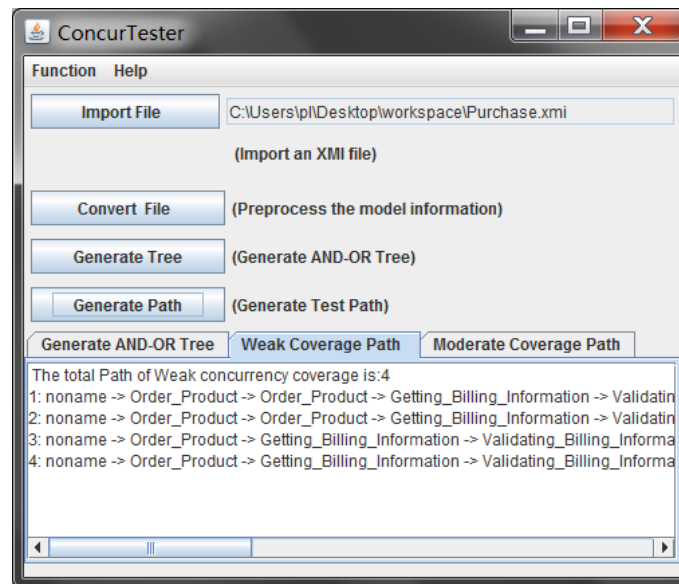 ConcurTester
Function Help
Import File C:\Users\pl\Desktop\workspace\Purchase.xmi
(Import an XMI file)
Convert File (Preprocess the model information)
Generate Tree (Generate AND-OR Tree)
Generate Path (Generate Test Path)
Generate AND-OR Tree Weak Coverage Path Moderate Coverage Path
The total Path of Weak concurrency coverage is:4
1: noname -> Order_Product -> Order_Product -> Getting_Billing_Information -> Validatin
2: noname -> Order_Product -> Order_Product -> Getting_Billing_Information -> Validatin
3: noname -> Order_Product -> Getting_Billing_Information -> Validating_Billing_Informa
4: noname -> Order_Product -> Getting_Billing_Information -> Validating_Billing_Informa